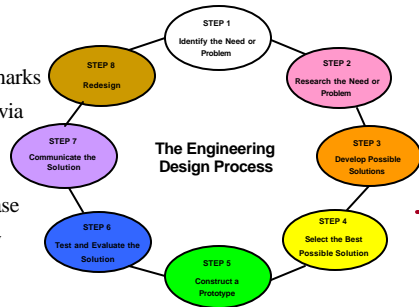 STEP 1
Identify the Need or
Problem
STEP 2
Research the Need or
Problem
STEP 3
Develop Possible
Solutions
STEP 4
Select the Best
Possible Solution
STEP 5
Construct a
Prototype
STEP 6
Test and Evaluate the
Solution
STEP 7
Communicate the
Solution
STEP 8
Redesign
The Engineering
Design Process
via